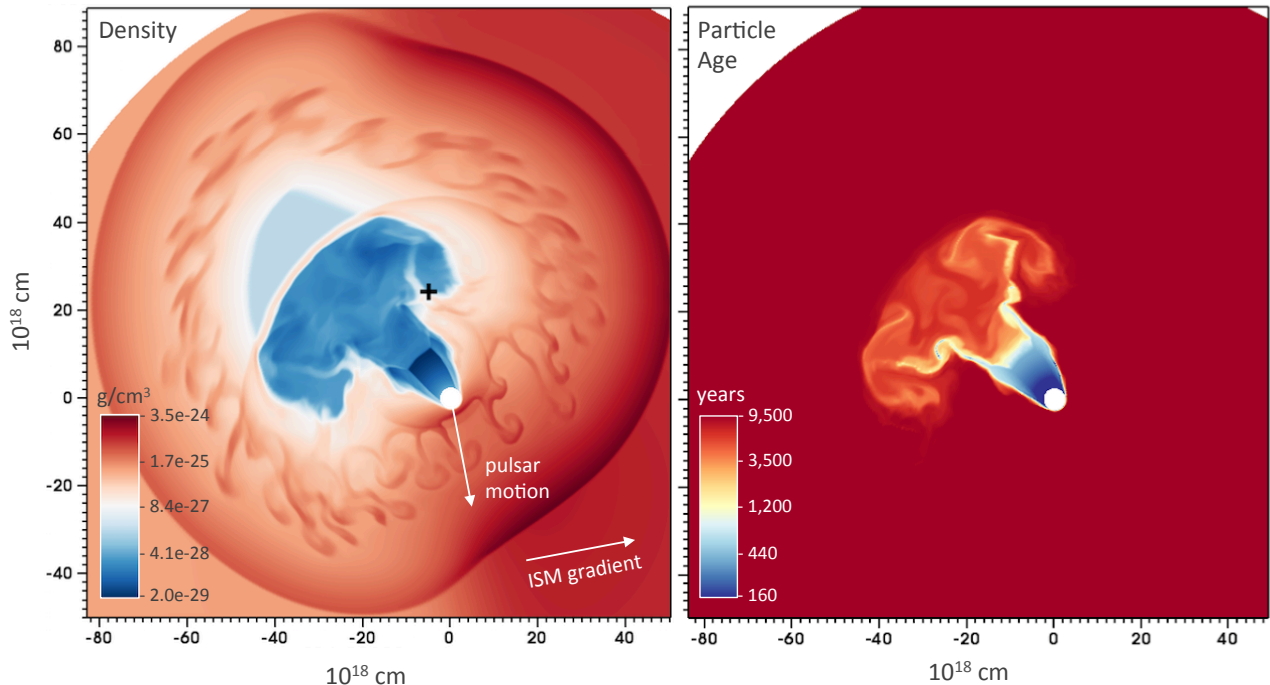 Density
80
60
40
20
0
-20
-40
10¹⁸ cm
g/cm³
3.5e-24
1.7e-25
8.4e-27
4.1e-28
2.0e-29
pulsar
motion
ISM gradient
-80 -60 -40 -20 0 20 40
10¹⁸ cm
Particle
Age
years
9,500
3,500
1,200
440
160
-80 -60 -40 -20 0 20 40
10¹⁸ cm